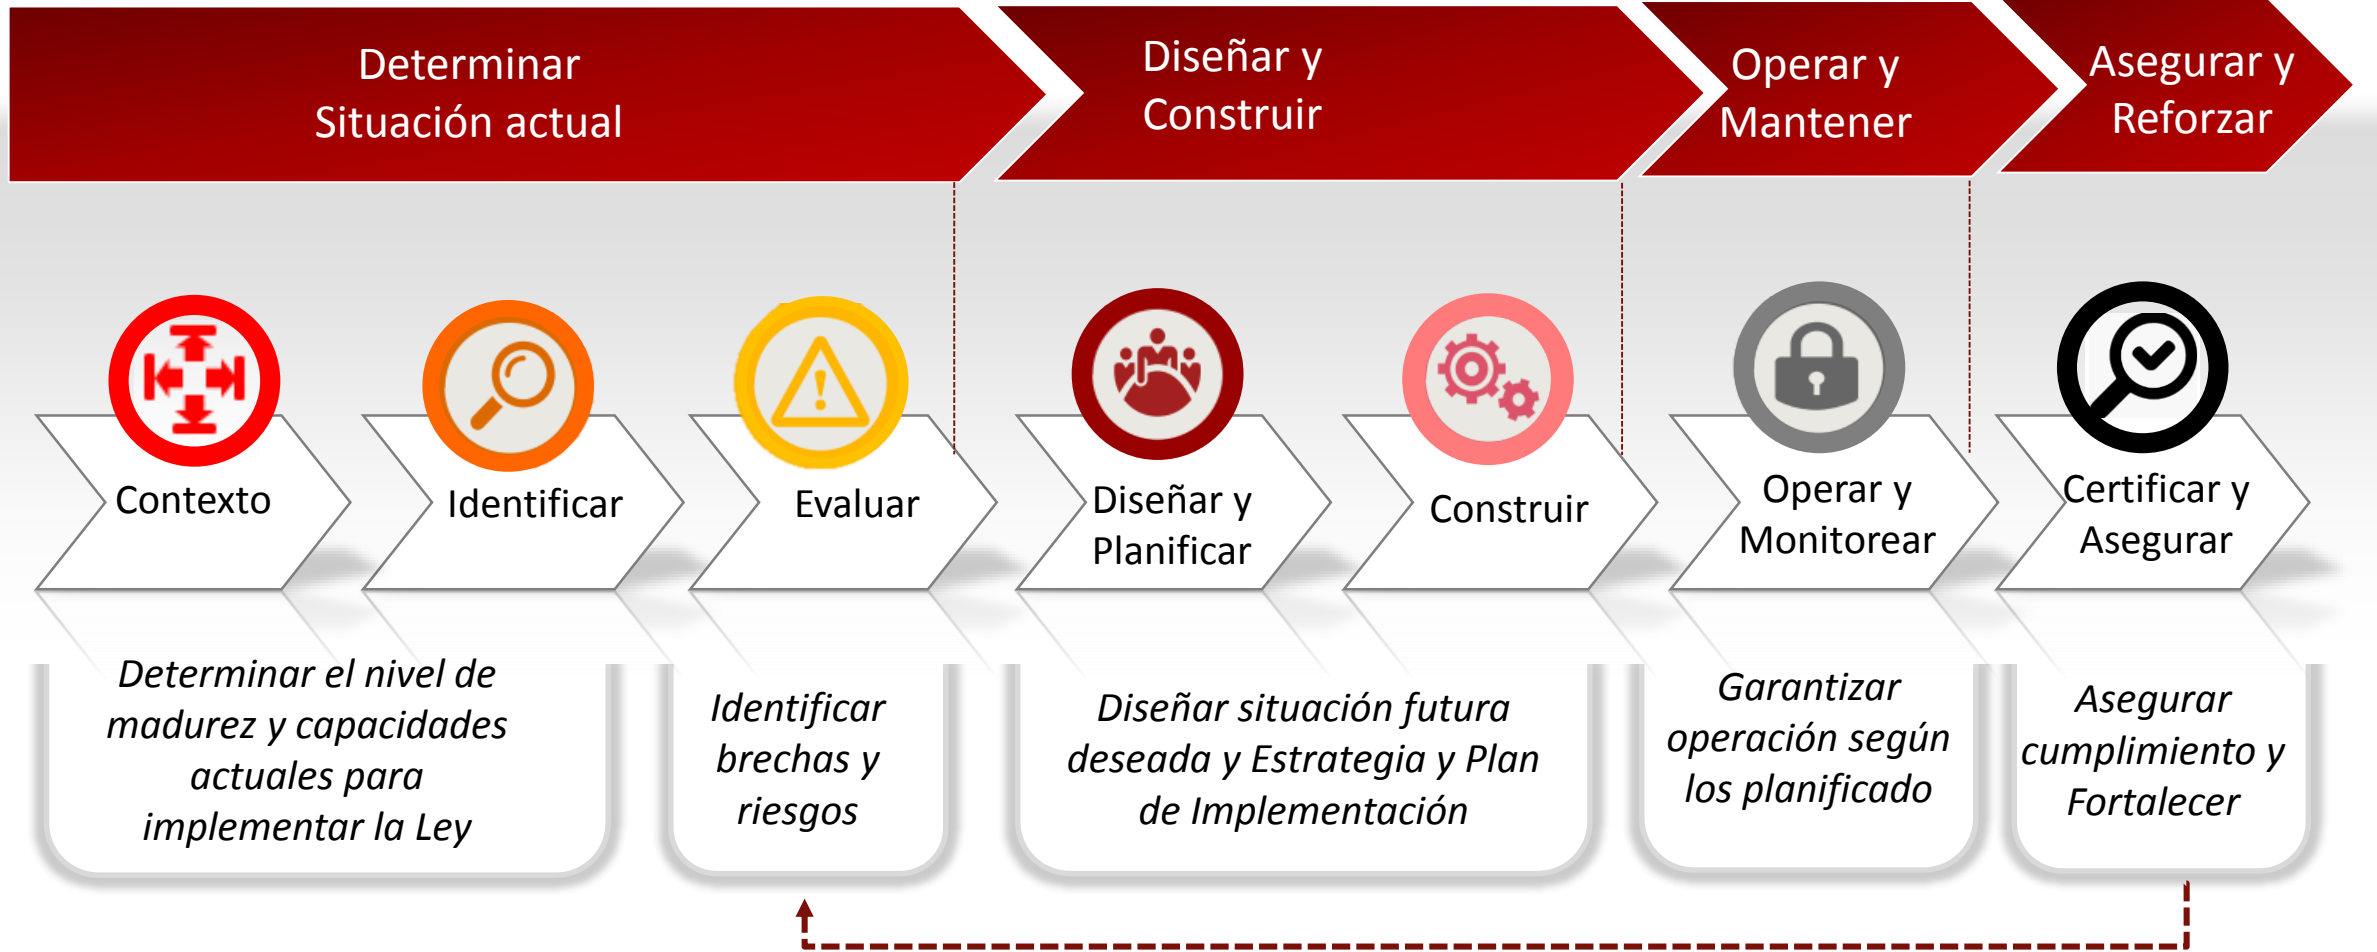 Determinar
Situación actual
Diseñar y
Construir
Operar y
Mantener
Asegurar y
Reforzar
Contexto
Identificar
Evaluar
Diseñar y
Planificar
Construir
Operar y
Monitorear
Certificar y
Asegurar
Determinar el nivel de
madurez y capacidades
actuales para
implementar la Ley
Identificar
brechas y
riesgos
Diseñar situación futura
deseada y Estrategia y Plan
de Implementación
Garantizar
operación según
los planificado
Asegurar
cumplimiento y
Fortalecer